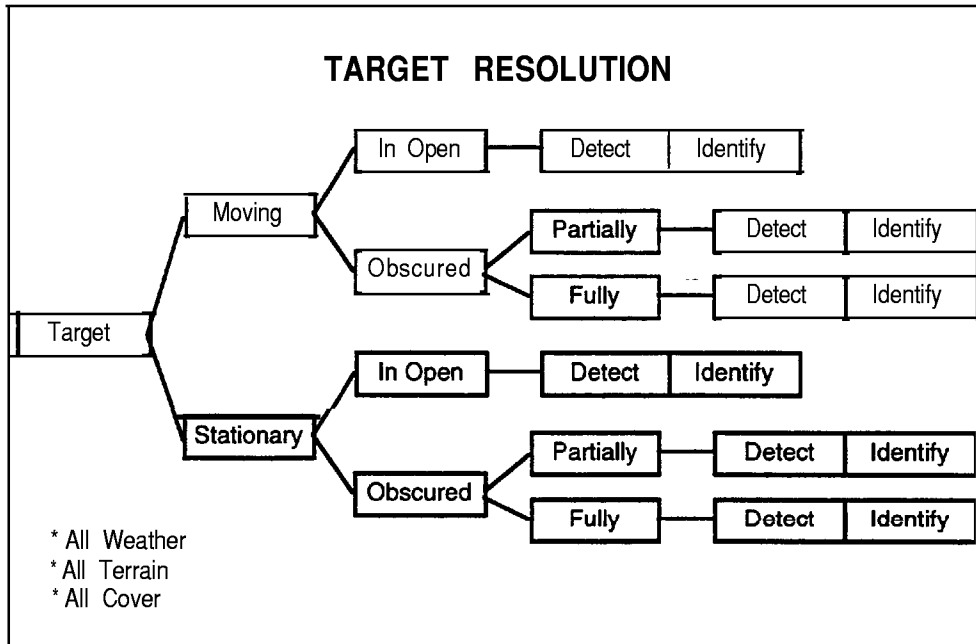 TARGET RESOLUTION
In Open Detect Identify
Moving
Partially Detect Identify
Obscured
Fully Detect Identify
Target
In Open Detect Identify
Stationary
Partially Detect Identify
Obscured
Fully Detect Identify
* All Weather
* All Terrain
* All Cover